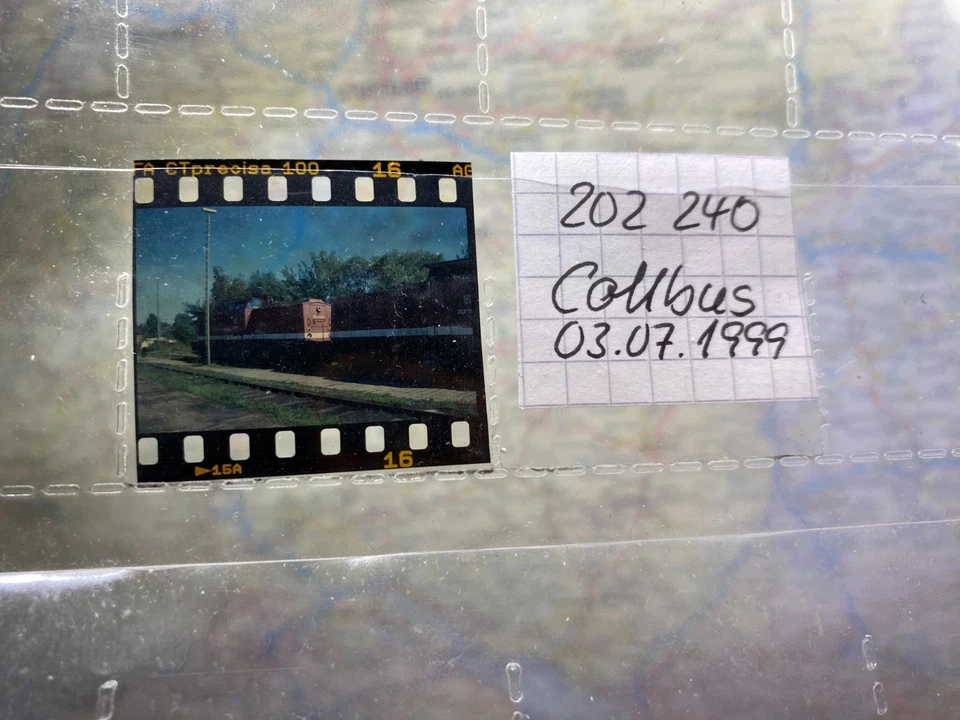 FA CTprecisa 100 16 AG
202 240
Cottbus
03.07.1999
15A 16